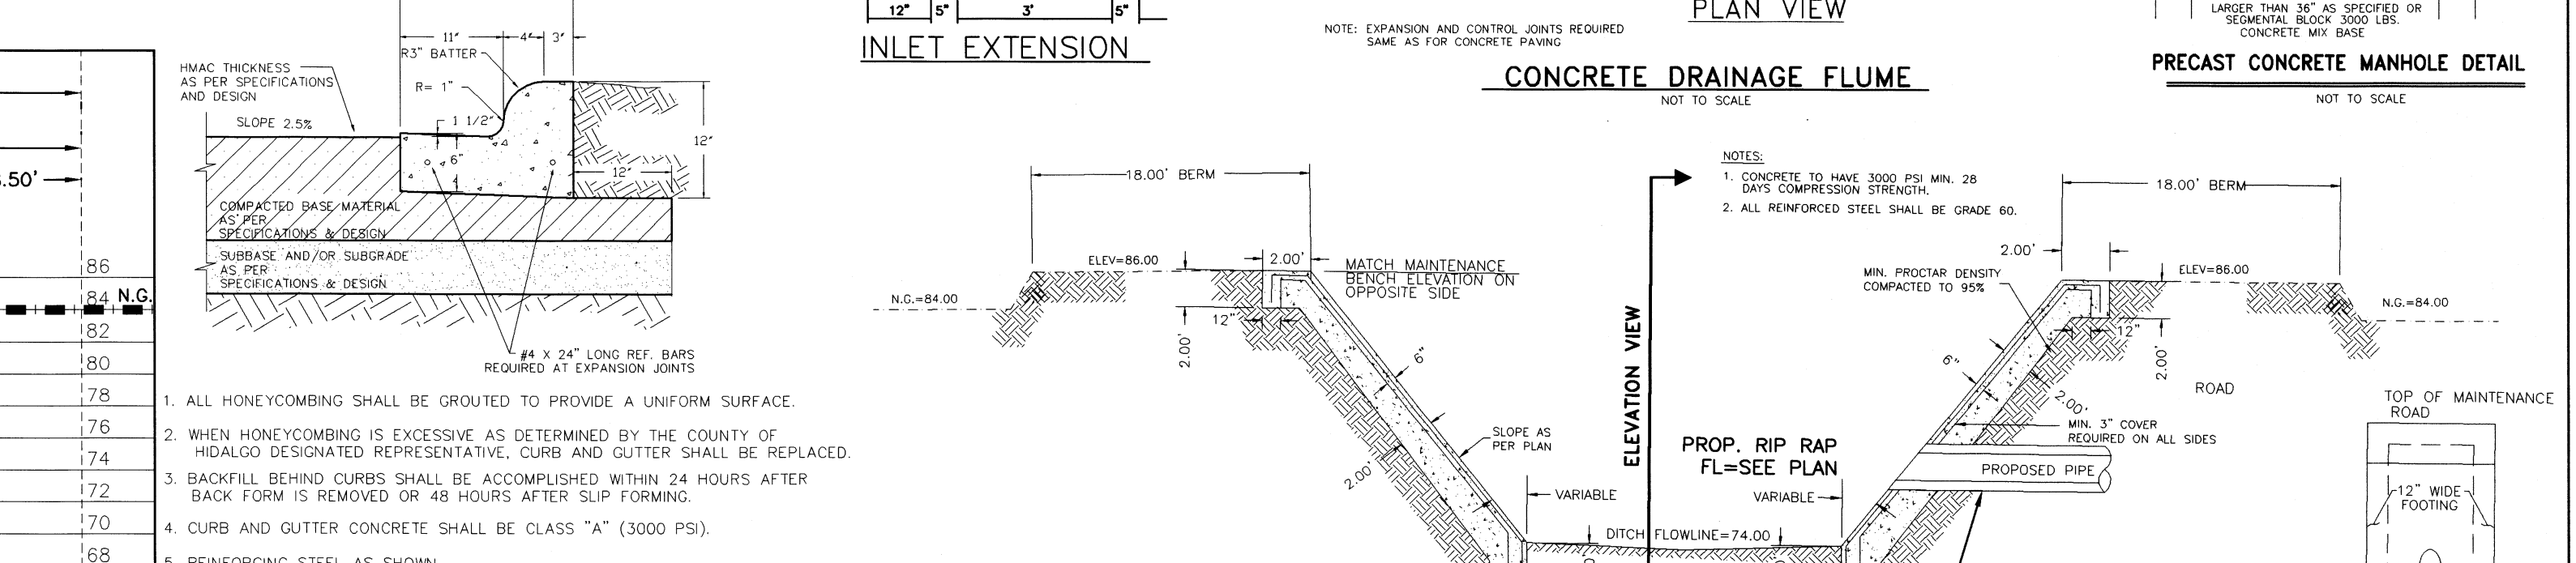 .50'
86
84 N.G.
82
80
78
76
74
72
70
68
11" 4" 3"
R3" BATTER
HMAC THICKNESS
AS PER SPECIFICATIONS
AND DESIGN
R= 1"
SLOPE 2.5%
1 1/2"
6"
12"
12"
COMPACTED BASE MATERIAL
AS PER
SPECIFICATIONS & DESIGN
SUBBASE AND/OR SUBGRADE
AS PER
SPECIFICATIONS & DESIGN
#4 X 24" LONG REF. BARS
REQUIRED AT EXPANSION JOINTS
1. ALL HONEYCOMBING SHALL BE GROUTED TO PROVIDE A UNIFORM SURFACE.
2. WHEN HONEYCOMBING IS EXCESSIVE AS DETERMINED BY THE COUNTY OF
HIDALGO DESIGNATED REPRESENTATIVE, CURB AND GUTTER SHALL BE REPLACED.
3. BACKFILL BEHIND CURBS SHALL BE ACCOMPLISHED WITHIN 24 HOURS AFTER
BACK FORM IS REMOVED OR 48 HOURS AFTER SLIP FORMING.
4. CURB AND GUTTER CONCRETE SHALL BE CLASS "A" (3000 PSI).
5. REINFORCING STEEL AS SHOWN
12" 5" 3' 5"
INLET EXTENSION
PLAN VIEW
NOTE: EXPANSION AND CONTROL JOINTS REQUIRED
SAME AS FOR CONCRETE PAVING
CONCRETE DRAINAGE FLUME
NOT TO SCALE
LARGER THAN 36" AS SPECIFIED OR
SEGMENTAL BLOCK 3000 LBS.
CONCRETE MIX BASE
PRECAST CONCRETE MANHOLE DETAIL
NOT TO SCALE
NOTES:
1. CONCRETE TO HAVE 3000 PSI MIN. 28
DAYS COMPRESSION STRENGTH.
2. ALL REINFORCED STEEL SHALL BE GRADE 60.
18.00' BERM
ELEV=86.00
2.00'
MATCH MAINTENANCE
BENCH ELEVATION ON
OPPOSITE SIDE
N.G.=84.00
12"
2.00'
6"
2.00'
SLOPE AS
PER PLAN
VARIABLE
ELEVATION VIEW
PROP. RIP RAP
FL=SEE PLAN
VARIABLE
DITCH FLOWLINE=74.00
18.00' BERM
2.00'
MIN. PROCTAR DENSITY
COMPACTED TO 95%
ELEV=86.00
N.G.=84.00
12"
2.00'
6"
2.00'
ROAD
MIN. 3" COVER
REQUIRED ON ALL SIDES
PROPOSED PIPE
TOP OF MAINTENANCE
ROAD
12" WIDE
FOOTING